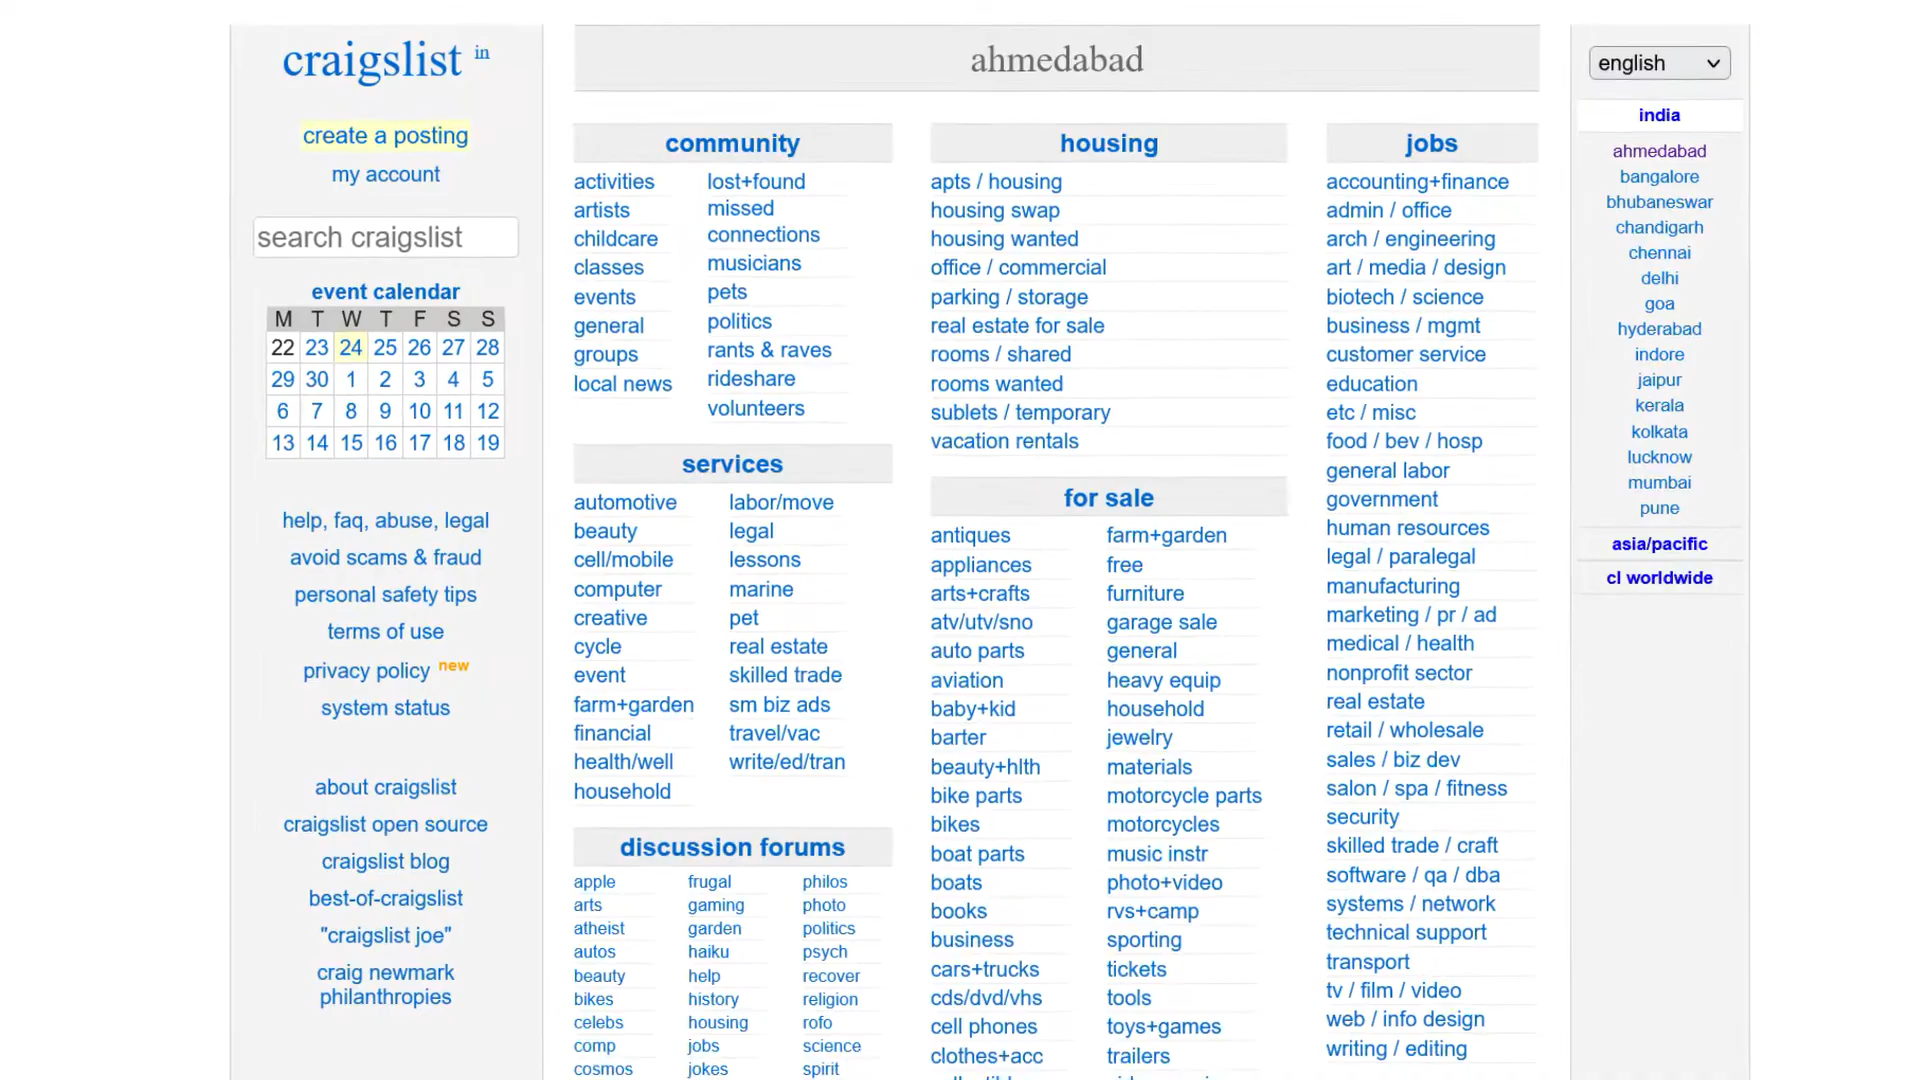 craigslist in
create a posting
my account
search craigslist
event calendar
M T W T F S S
22 23 24 25 26 27 28
29 30 1 2 3 4 5
6 7 8 9 10 11 12
13 14 15 16 17 18 19
help, faq, abuse, legal
avoid scams & fraud
personal safety tips
terms of use
privacy policy new
system status
about craigslist
craigslist open source
craigslist blog
best-of-craigslist
"craigslist joe"
craig newmark
philanthropies
ahmedabad
community
activities
artists
childcare
classes
events
general
groups
local news
lost+found
missed
connections
musicians
pets
politics
rants & raves
rideshare
volunteers
services
automotive
beauty
cell/mobile
computer
creative
cycle
event
farm+garden
financial
health/well
household
labor/move
legal
lessons
marine
pet
real estate
skilled trade
sm biz ads
travel/vac
write/ed/tran
discussion forums
apple
arts
atheist
autos
beauty
bikes
celebs
comp
cosmos
frugal
gaming
garden
haiku
help
history
housing
jobs
jokes
philos
photo
politics
psych
recover
religion
rofo
science
spirit
housing
apts / housing
housing swap
housing wanted
office / commercial
parking / storage
real estate for sale
rooms / shared
rooms wanted
sublets / temporary
vacation rentals
for sale
antiques
appliances
arts+crafts
atv/utv/sno
auto parts
aviation
baby+kid
barter
beauty+hlth
bike parts
bikes
boat parts
boats
books
business
cars+trucks
cds/dvd/vhs
cell phones
clothes+acc
farm+garden
free
furniture
garage sale
general
heavy equip
household
jewelry
materials
motorcycle parts
motorcycles
music instr
photo+video
rvs+camp
sporting
tickets
tools
toys+games
trailers
jobs
accounting+finance
admin / office
arch / engineering
art / media / design
biotech / science
business / mgmt
customer service
education
etc / misc
food / bev / hosp
general labor
government
human resources
legal / paralegal
manufacturing
marketing / pr / ad
medical / health
nonprofit sector
real estate
retail / wholesale
sales / biz dev
salon / spa / fitness
security
skilled trade / craft
software / qa / dba
systems / network
technical support
transport
tv / film / video
web / info design
writing / editing
english
india
ahmedabad
bangalore
bhubaneswar
chandigarh
chennai
delhi
goa
hyderabad
indore
jaipur
kerala
kolkata
lucknow
mumbai
pune
asia/pacific
cl worldwide